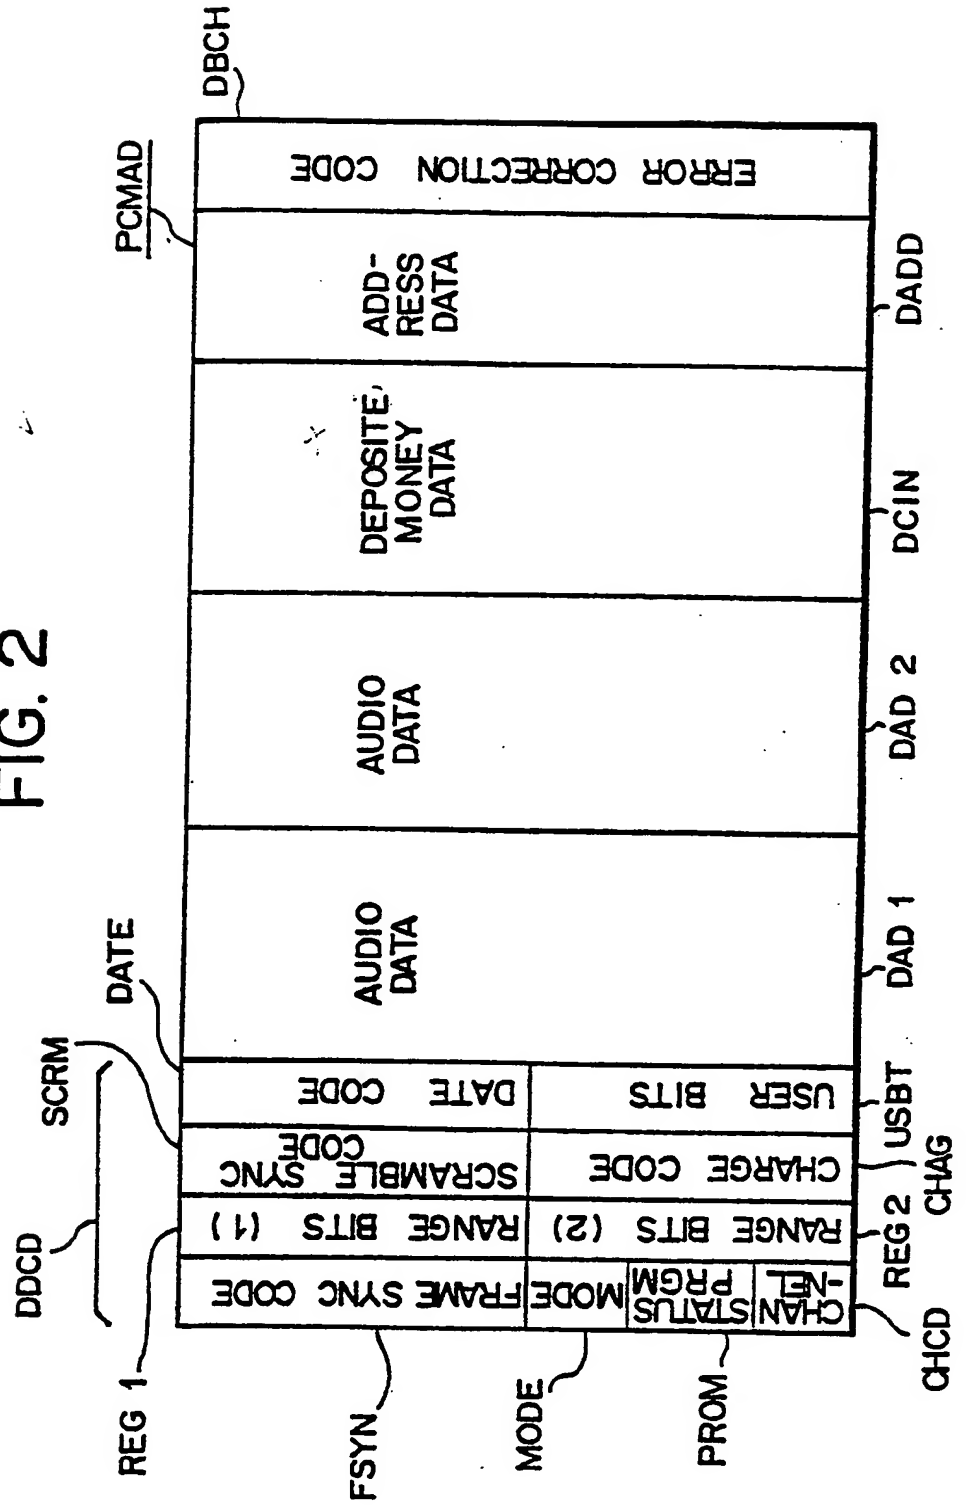 FIG. 2
DDCD
SCRM
DATE
REG 1
PCMAD
DBCH
FSYN
MODE
PROM
FRAME SYNC CODE
MODE
STATUS
PRGM
CHAN
-NEL
RANGE BITS (1)
RANGE BITS (2)
SCRAMBLE SYNC
CODE
CHARGE CODE
DATE CODE
USER BITS
AUDIO
DATA
AUDIO
DATA
DEPOSITE
MONEY
DATA
ADD-
RESS
DATA
ERROR CORRECTION CODE
CHCD
REG 2
CHAG
USBT
DAD 1
DAD 2
DCIN
DADD